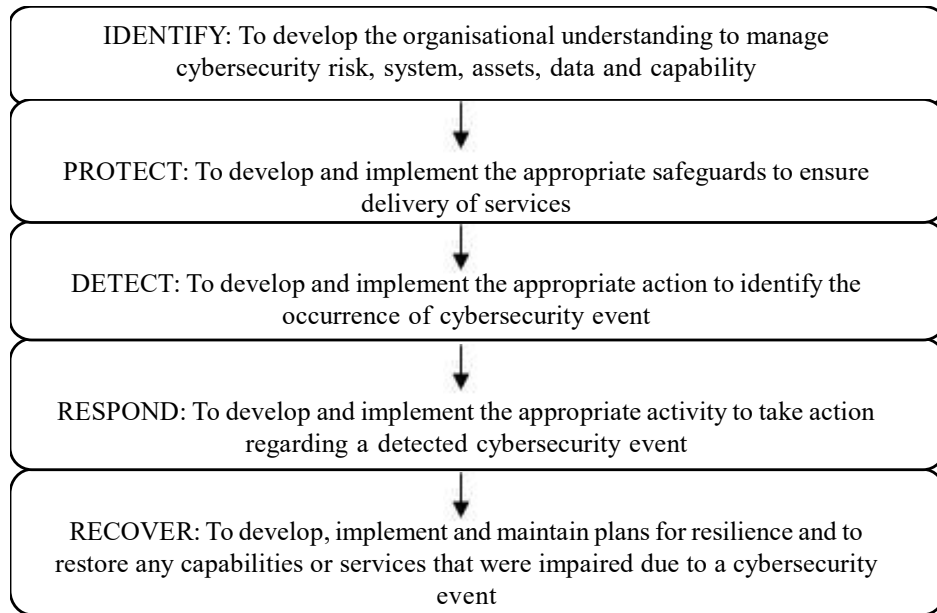 IDENTIFY: To develop the organisational understanding to manage
cybersecurity risk, system, assets, data and capability
PROTECT: To develop and implement the appropriate safeguards to ensure
delivery of services
DETECT: To develop and implement the appropriate action to identify the
occurrence of cybersecurity event
RESPOND: To develop and implement the appropriate activity to take action
regarding a detected cybersecurity event
RECOVER: To develop, implement and maintain plans for resilience and to
restore any capabilities or services that were impaired due to a cybersecurity
event